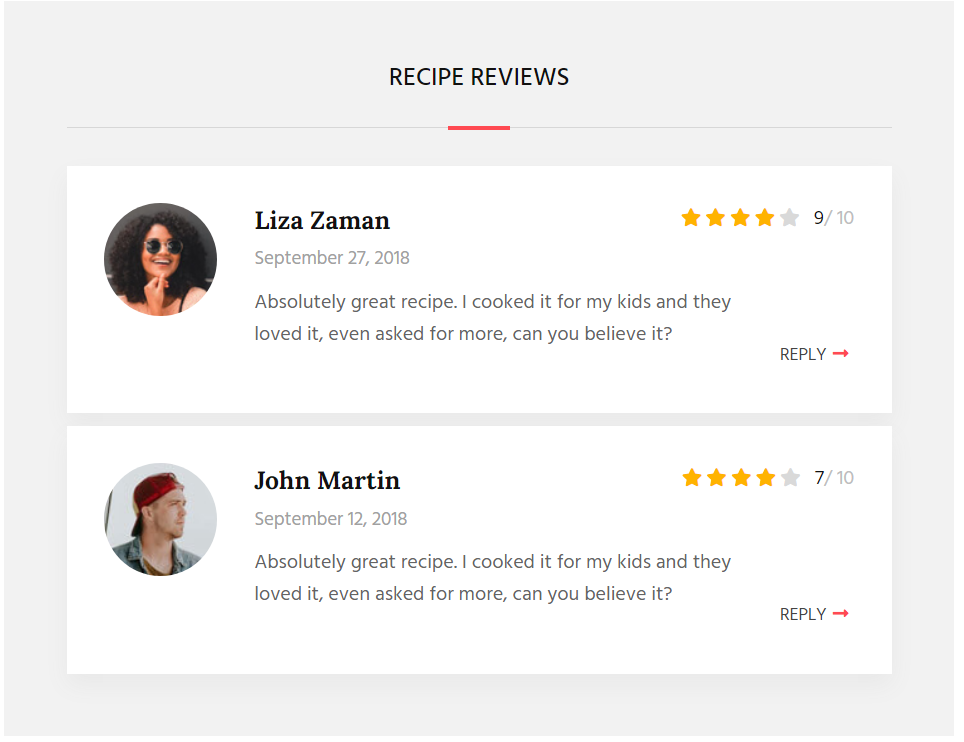 RECIPE REVIEWS
Liza Zaman
9/ 10
September 27, 2018
Absolutely great recipe. I cooked it for my kids and they
loved it, even asked for more, can you believe it?
REPLY
John Martin
7/ 10
September 12, 2018
Absolutely great recipe. I cooked it for my kids and they
loved it, even asked for more, can you believe it?
REPLY